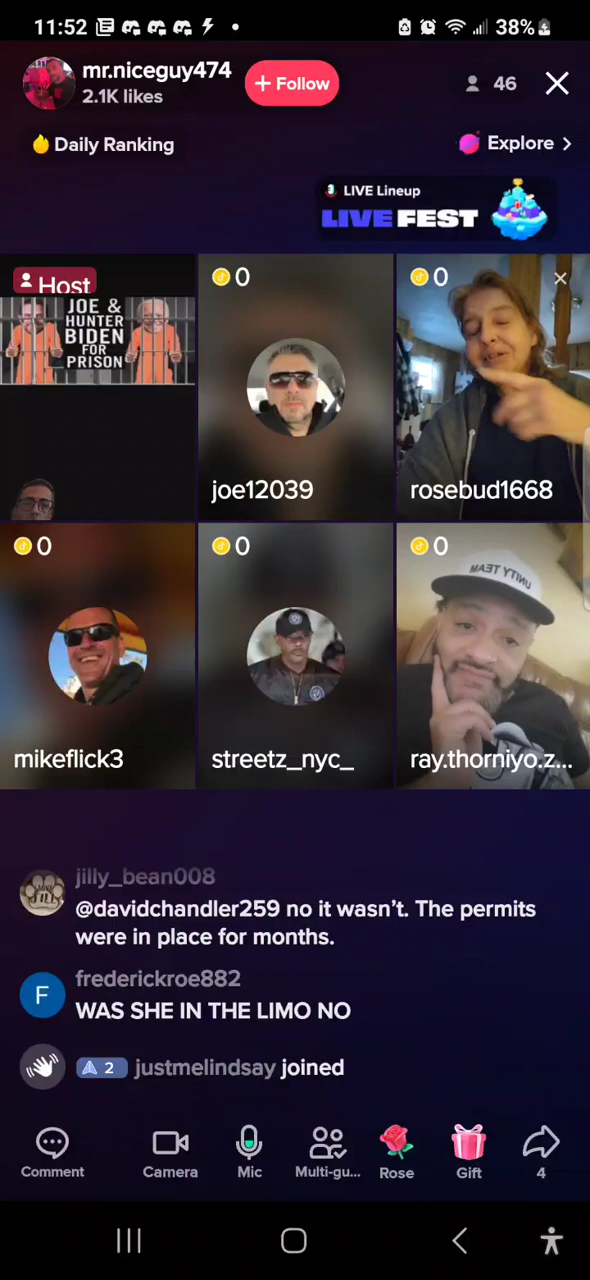 11:52
38%
mr.niceguy474
2.1K likes
+ Follow
46
Daily Ranking
Explore >
LIVE Lineup
LIVE FEST
Host
JOE &
HUNTER
BIDEN
FOR
PRISON
0
joe12039
0
rosebud1668
0
mikeflick3
0
streetz_nyc_
0
UNITY TEAM
ray.thorniyo.z...
jilly_bean008
@davidchandler259 no it wasn't. The permits
were in place for months.
F
frederickroe882
WAS SHE IN THE LIMO NO
2 justmelindsay joined
Comment
Camera
Mic
Multi-gu...
Rose
Gift
4